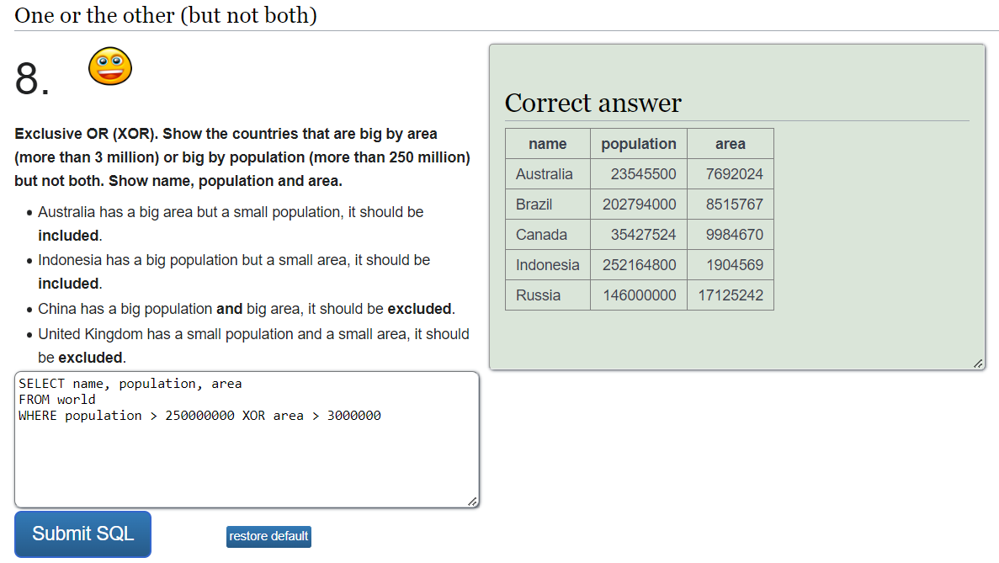 One or the other (but not both)
8.
Exclusive OR (XOR). Show the countries that are big by area
(more than 3 million) or big by population (more than 250 million)
but not both. Show name, population and area.
• Australia has a big area but a small population, it should be
included.
• Indonesia has a big population but a small area, it should be
included.
• China has a big population and big area, it should be excluded.
• United Kingdom has a small population and a small area, it should
be excluded.
SELECT name, population, area
FROM world
WHERE population > 250000000 XOR area > 3000000
Submit SQL
restore default
Correct answer
name population area
Australia 23545500 7692024
Brazil 202794000 8515767
Canada 35427524 9984670
Indonesia 252164800 1904569
Russia 146000000 17125242